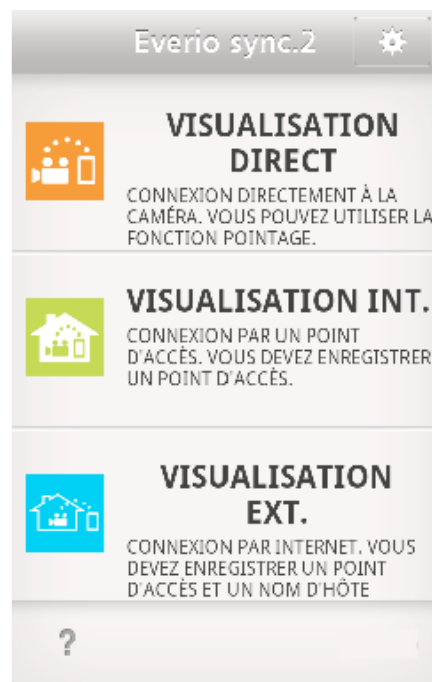 Everio sync.2
VISUALISATION
DIRECT
CONNEXION DIRECTEMENT À LA
CAMÉRA. VOUS POUVEZ UTILISER LA
FONCTION POINTAGE.
VISUALISATION INT.
CONNEXION PAR UN POINT
D'ACCÈS. VOUS DEVEZ ENREGISTRER
UN POINT D'ACCÈS.
VISUALISATION
EXT.
CONNEXION PAR INTERNET. VOUS
DEVEZ ENREGISTRER UN POINT
D'ACCÈS ET UN NOM D'HÔTE
?